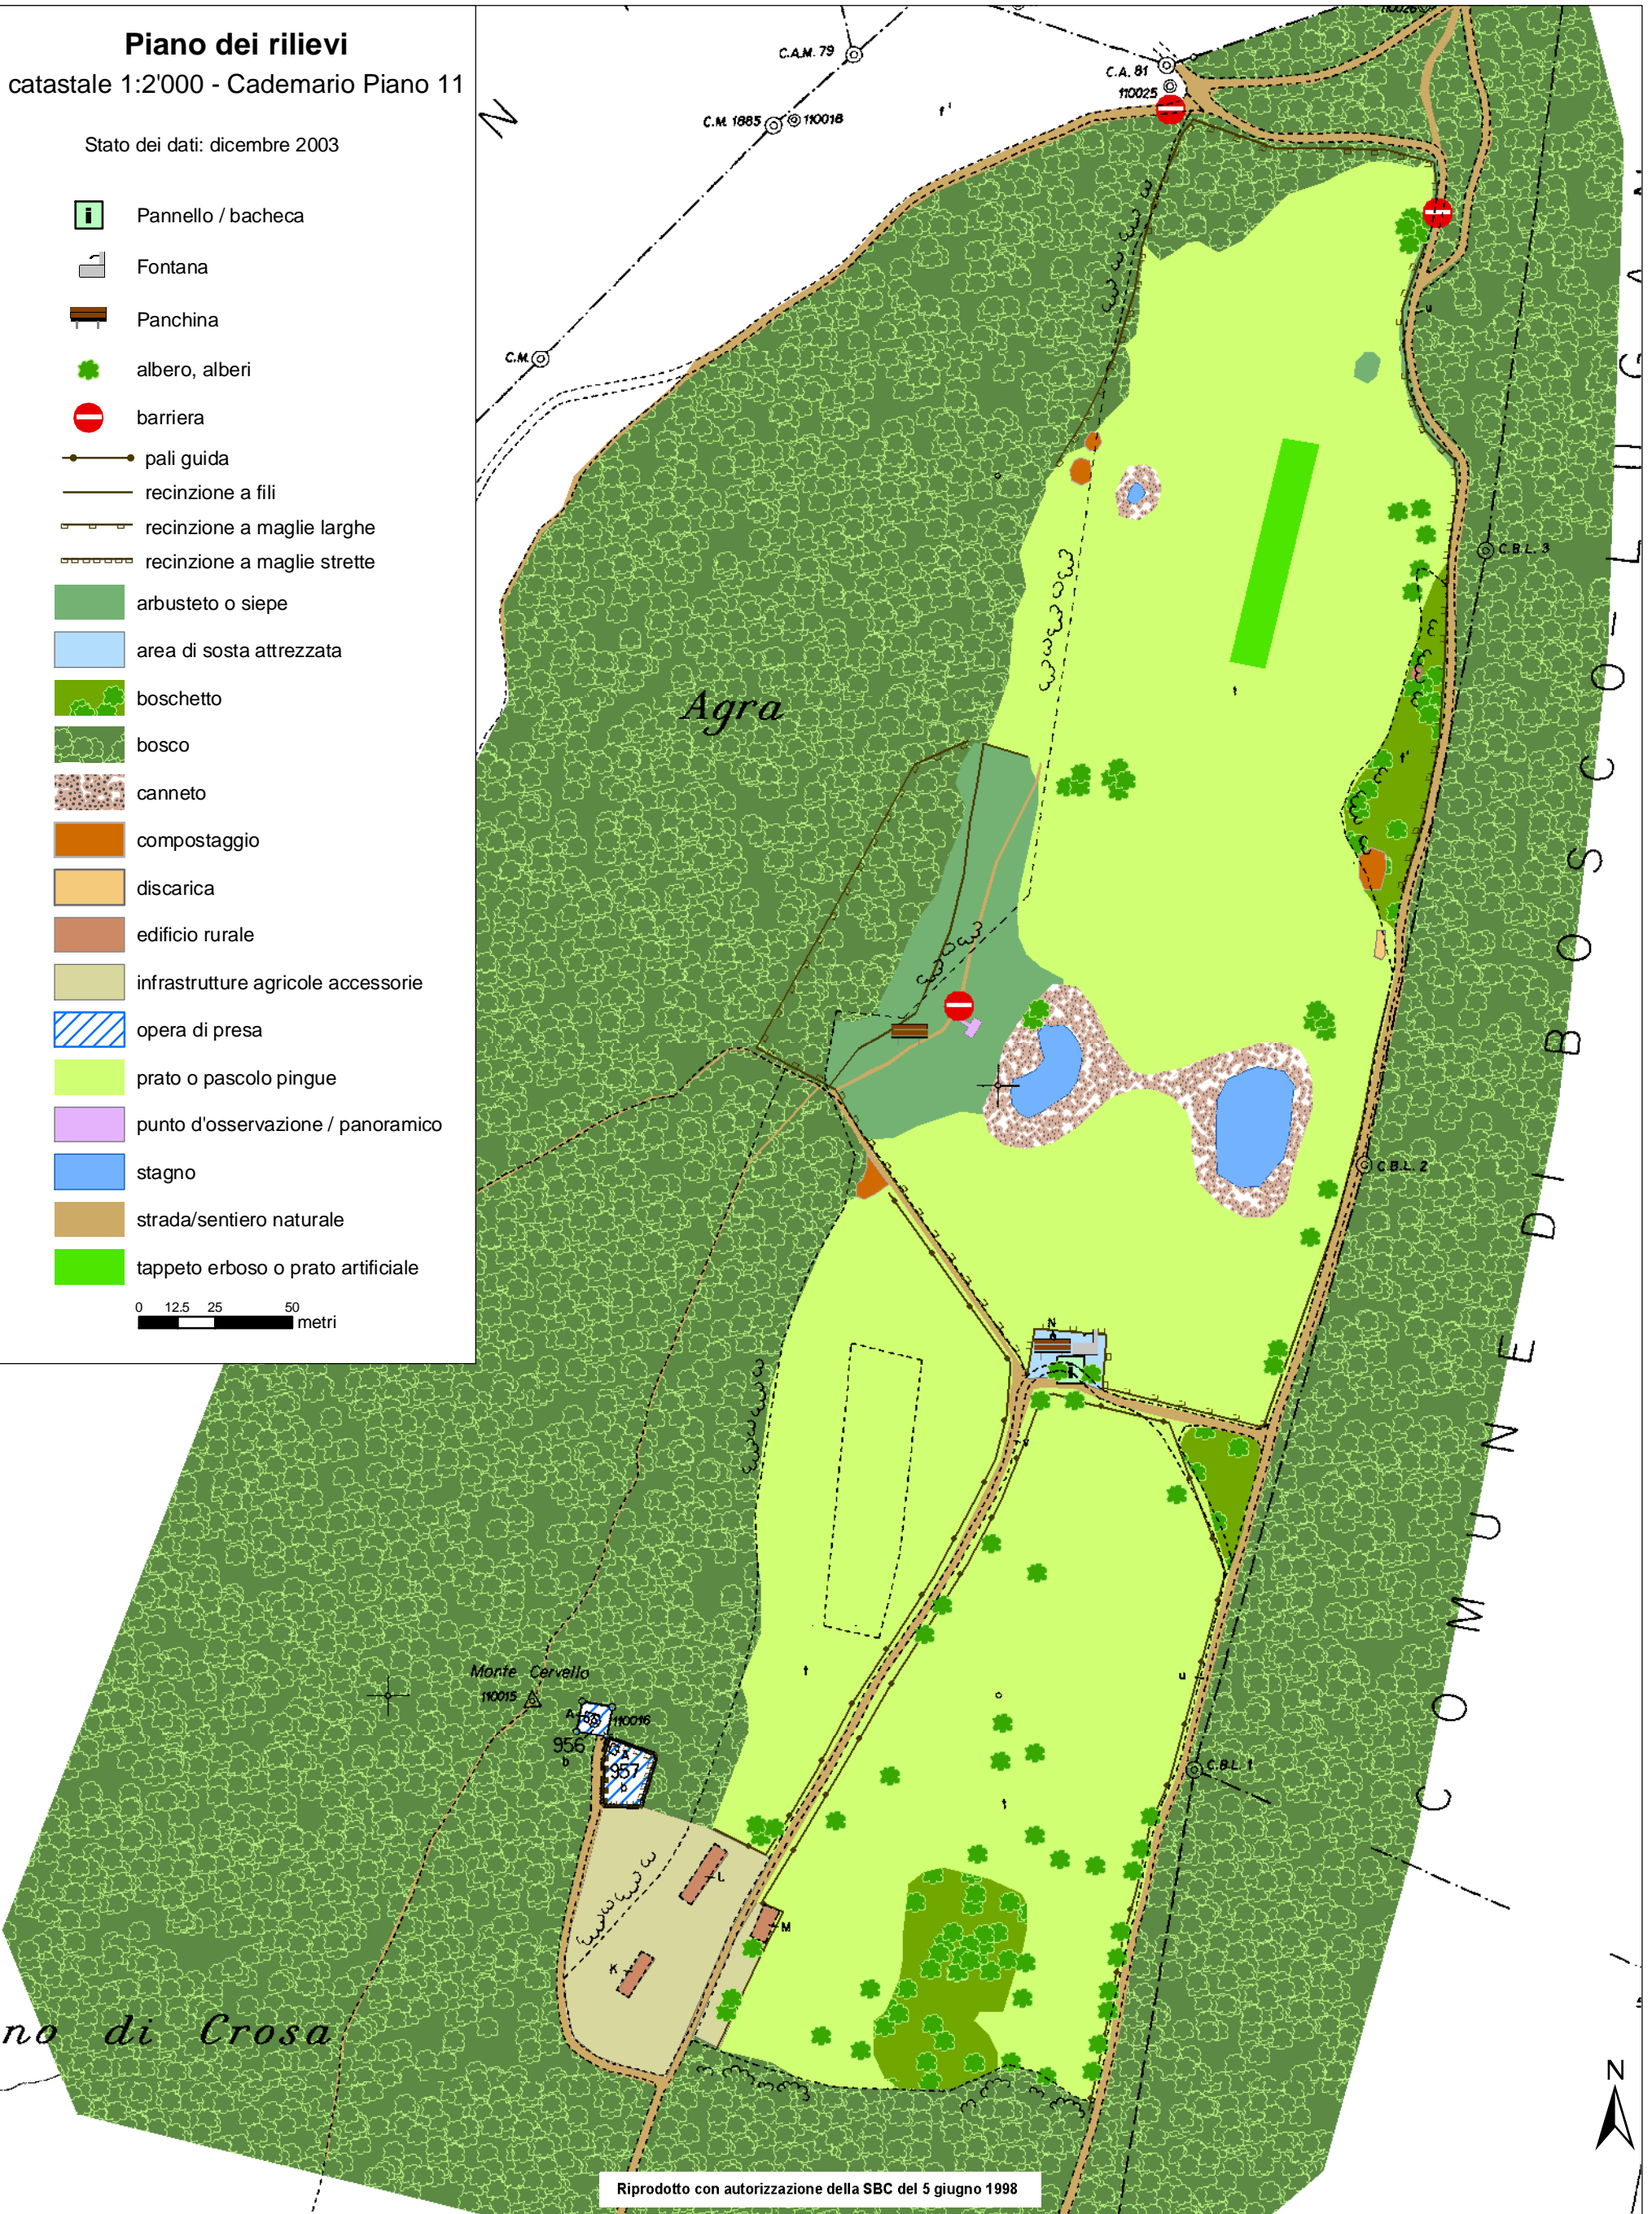 Piano dei rilievi
catastale 1:2'000 - Cademario Piano 11
Stato dei dati: dicembre 2003
Pannello / bacheca
Fontana
Panchina
albero, alberi
barriera
pali guida
recinzione a fili
recinzione a maglie larghe
recinzione a maglie strette
arbusteto o siepe
area di sosta attrezzata
boschetto
bosco
canneto
compostaggio
discarica
edificio rurale
infrastrutture agricole accessorie
opera di presa
prato o pascolo pingue
punto d'osservazione / panoramico
stagno
strada/sentiero naturale
tappeto erboso o prato artificiale
0 12.5 25 50
metri
N
C.A.M. 79
C.A. 81
110025
110026
C.M. 1885
110018
f'
C.M.
u
C.B.L. 3
Agra
t
f'
C.B.L. 2
N
i
v
u
t
Monte Cervello
110015
A
110016
956
b
A
957
b
C.B.L. 1
t
L
M
K
no di Crosa
COMUNE DI BOSCO-LUGAN
N
Riprodotto con autorizzazione della SBC del 5 giugno 1998